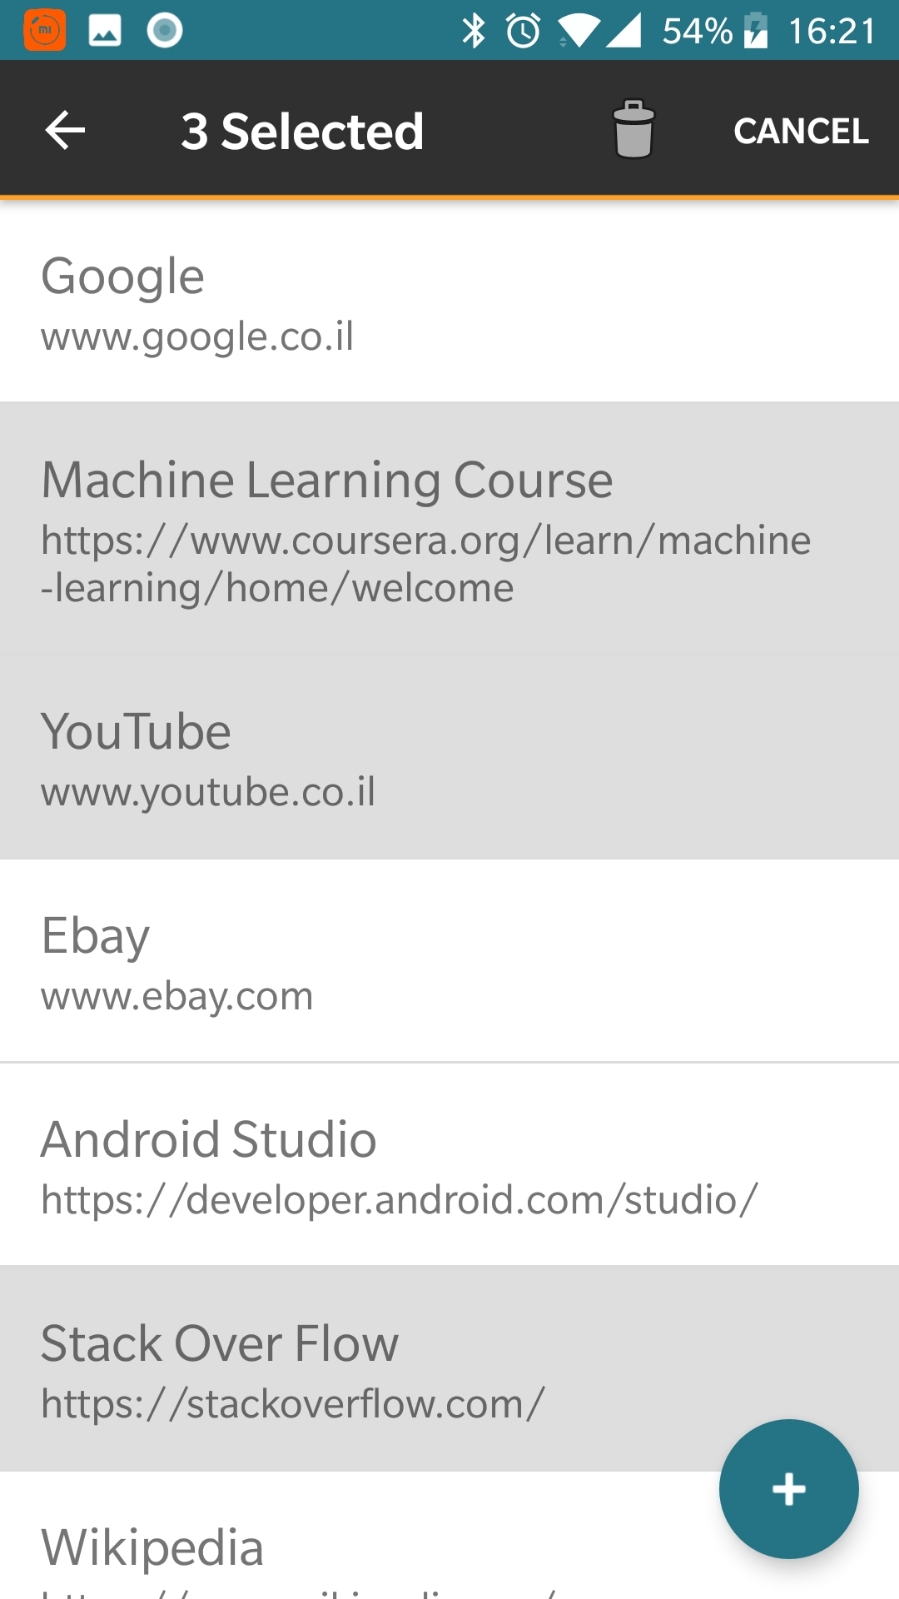 mi
54% 16:21
3 Selected CANCEL
Google
www.google.co.il
Machine Learning Course
https://www.coursera.org/learn/machine
-learning/home/welcome
YouTube
www.youtube.co.il
Ebay
www.ebay.com
Android Studio
https://developer.android.com/studio/
Stack Over Flow
https://stackoverflow.com/
+
Wikipedia